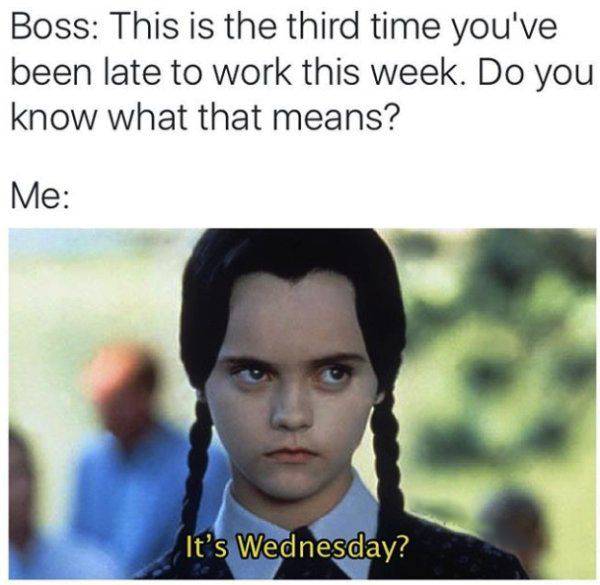 Boss: This is the third time you've
been late to work this week. Do you
know what that means?
Me:
It's Wednesday?